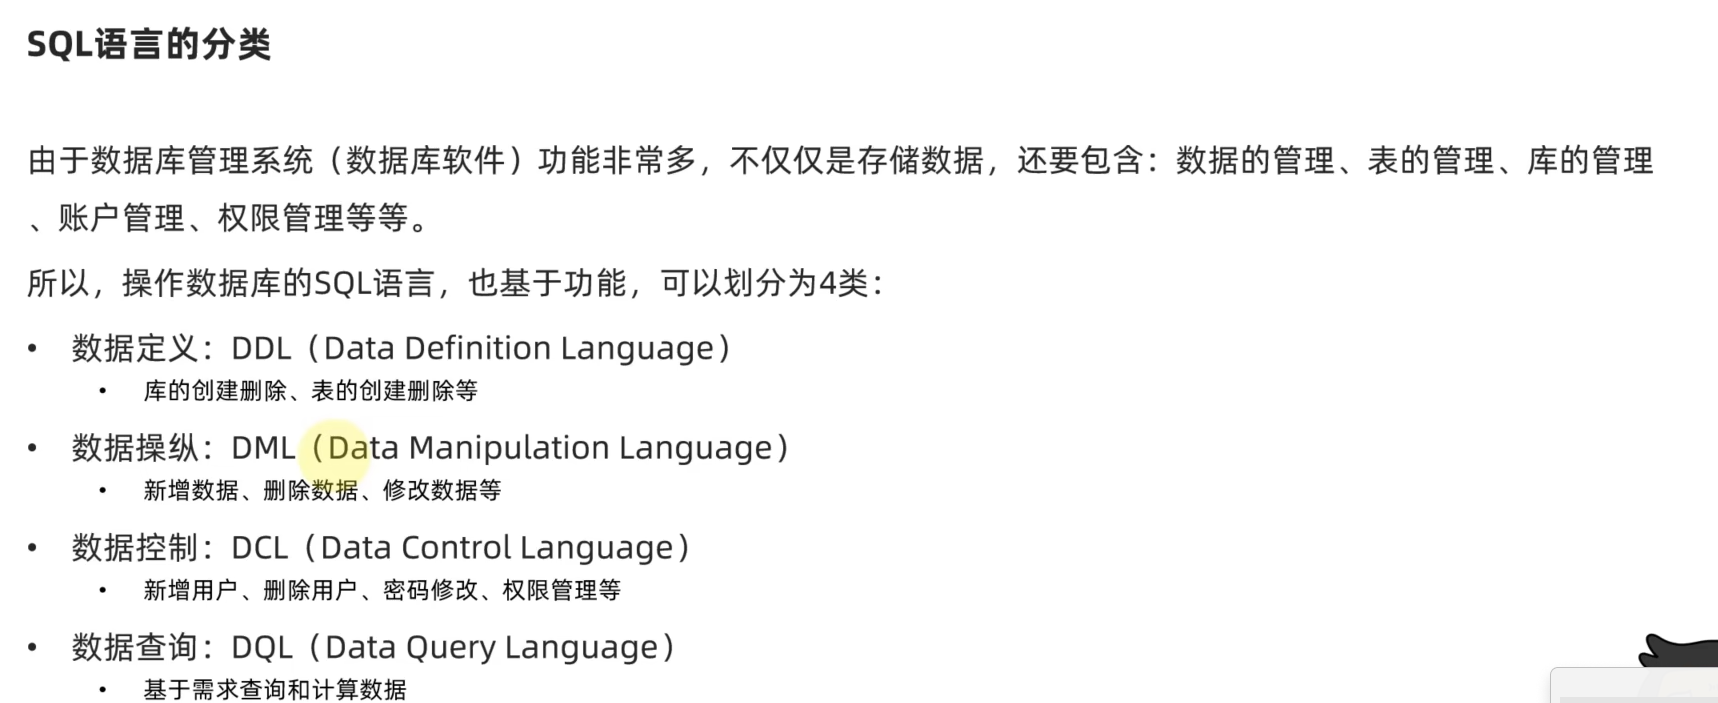 SQL语言的分类
由于数据库管理系统（数据库软件）功能非常多，不仅仅是存储数据，还要包含：数据的管理、表的管理、库的管理
、账户管理、权限管理等等。
所以，操作数据库的SQL语言，也基于功能，可以划分为4类：
• 数据定义：DDL（Data Definition Language）
• 库的创建删除、表的创建删除等
• 数据操纵：DML（Data Manipulation Language）
• 新增数据、删除数据、修改数据等
• 数据控制：DCL（Data Control Language）
• 新增用户、删除用户、密码修改、权限管理等
• 数据查询：DQL（Data Query Language）
• 基于需求查询和计算数据